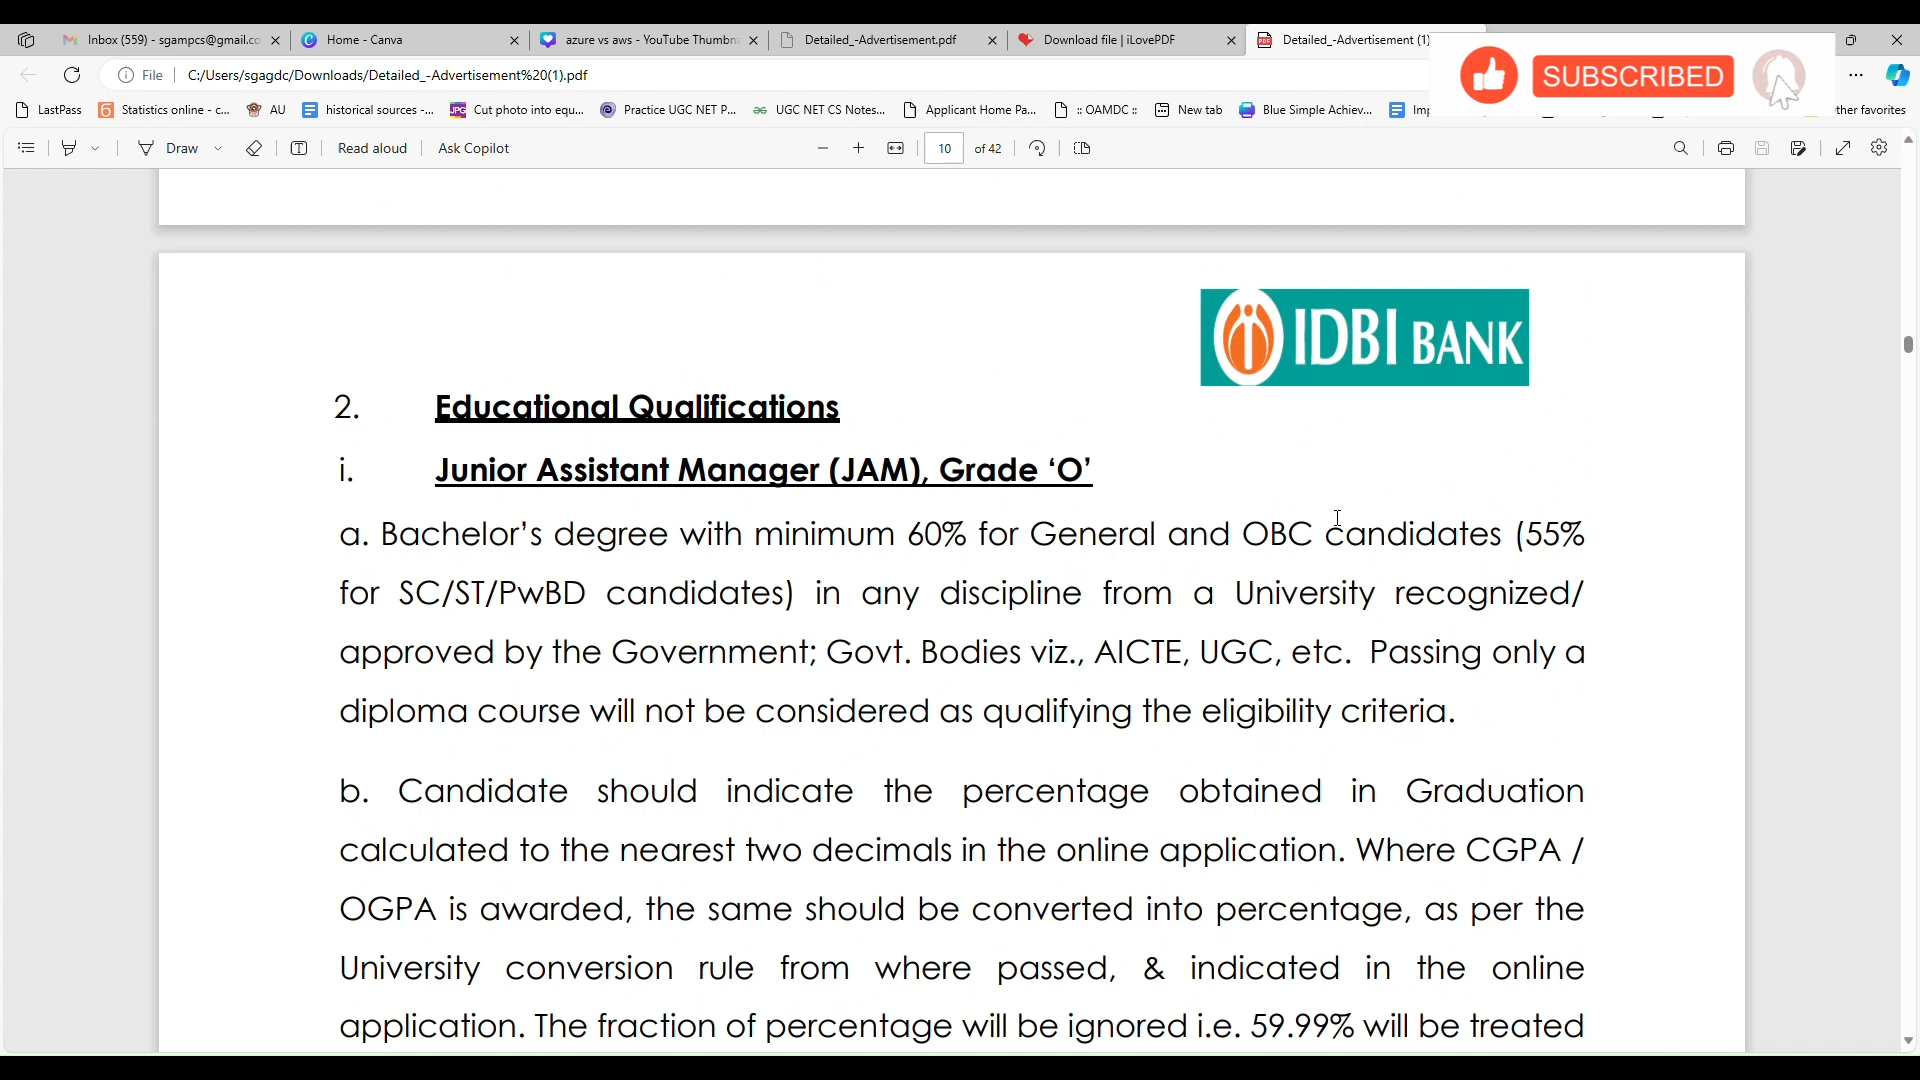 Inbox (559) - sgampcs@gmail.co
Home - Canva
azure vs aws - YouTube Thumbn
Detailed_-Advertisement.pdf
Download file | iLovePDF
Detailed_-Advertisement (1)
File
C:/Users/sgagdc/Downloads/Detailed_-Advertisement%20(1).pdf
SUBSCRIBED
LastPass
Statistics online - c...
AU
historical sources -...
Cut photo into equ...
Practice UGC NET P...
UGC NET CS Notes...
Applicant Home Pa...
:: OAMDC ::
New tab
Blue Simple Achiev...
Im
ther favorites
Draw
Read aloud
Ask Copilot
10
of 42
IDBI BANK
2. Educational Qualifications
i. Junior Assistant Manager (JAM), Grade ‘O’
a. Bachelor’s degree with minimum 60% for General and OBC candidates (55%
for SC/ST/PwBD candidates) in any discipline from a University recognized/
approved by the Government; Govt. Bodies viz., AICTE, UGC, etc. Passing only a
diploma course will not be considered as qualifying the eligibility criteria.
b. Candidate should indicate the percentage obtained in Graduation
calculated to the nearest two decimals in the online application. Where CGPA /
OGPA is awarded, the same should be converted into percentage, as per the
University conversion rule from where passed, & indicated in the online
application. The fraction of percentage will be ignored i.e. 59.99% will be treated